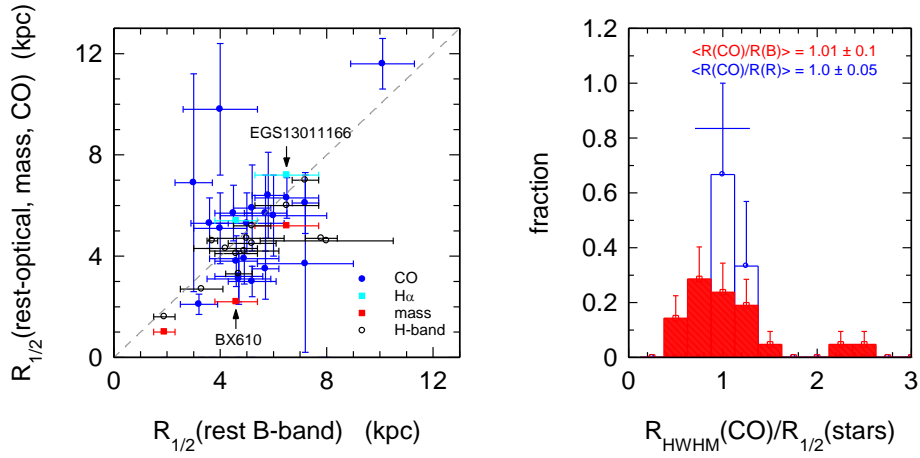 R1/2(rest-optical, mass, CO) (kpc)
12
8
4
0
0 4 8 12
R1/2(rest B-band) (kpc)
EGS13011166
BX610
CO
Hα
mass
H-band
fraction
1.2
1.0
0.8
0.6
0.4
0.2
0
0 1 2 3
RHWHM(CO)/R1/2(stars)
<R(CO)/R(B)> = 1.01 ± 0.1
<R(CO)/R(R)> = 1.0 ± 0.05